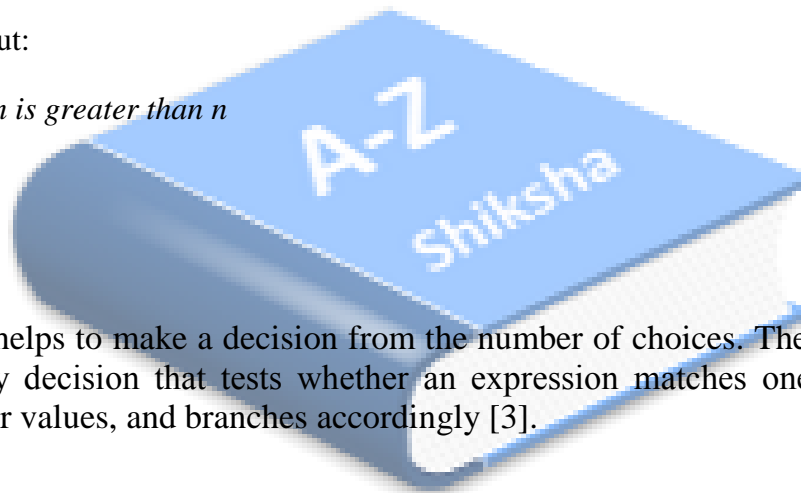 ut:
is greater than n
A-Z
Shiksha
helps to make a decision from the number of choices. The
decision that tests whether an expression matches one
values, and branches accordingly [3].